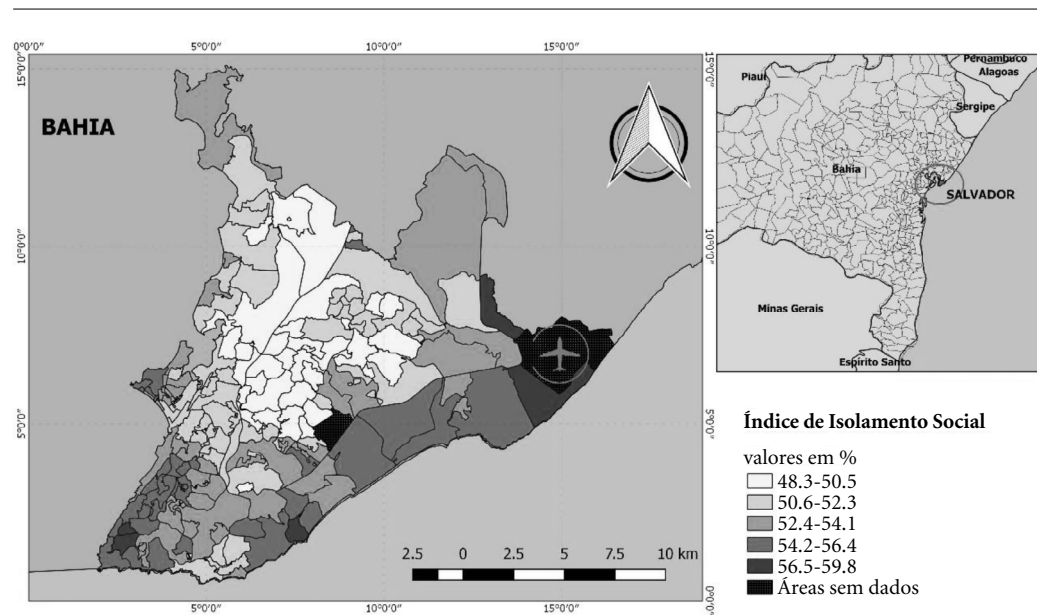 0°0'0" 5°0'0" 10°0'0" 15°0'0"
15°0'0"
15°0'0"
BAHIA
10°0'0"
10°0'0"
5°0'0"
5°0'0"
0°0'0"
2.5 0 2.5 5 7.5 10 km
5°0'0" 10°0'0" 15°0'0"
Pernambuco
Piauí
Alagoas
Sergipe
Bahia
SALVADOR
Minas Gerais
Espírito Santo
Índice de Isolamento Social
valores em %
48.3-50.5
50.6-52.3
52.4-54.1
54.2-56.4
56.5-59.8
Áreas sem dados